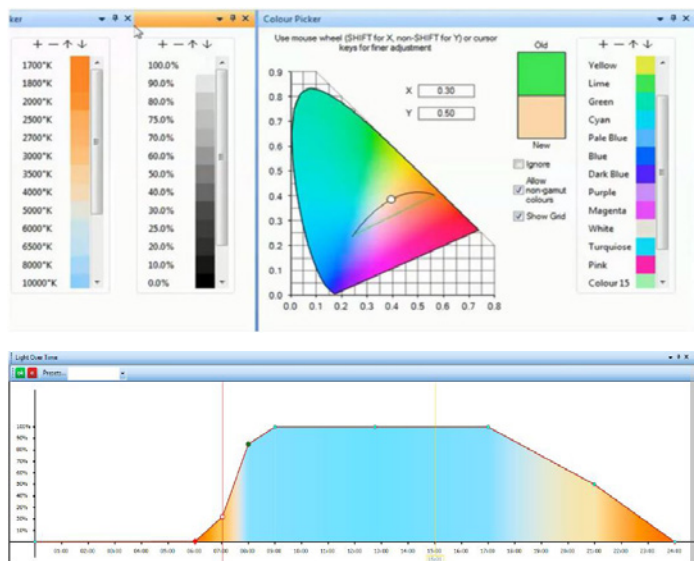 ker
Colour Picker
Use mouse wheel (SHIFT for X, non-SHIFT for Y) or cursor
keys for finer adjustment
Old
New
X 0.30
Y 0.50
Ignore
Allow
non-gamut
colours
Show Grid
0.9
0.8
0.7
0.6
0.5
0.4
0.3
0.2
0.1
0.0
0.0 0.1 0.2 0.3 0.4 0.5 0.6 0.7 0.8
1700°K
1800°K
2000°K
2500°K
2700°K
3000°K
3500°K
4000°K
5000°K
6000°K
6500°K
8000°K
10000°K
100.0%
90.0%
80.0%
70.0%
60.0%
50.0%
40.0%
30.0%
20.0%
10.0%
0.0%
Yellow
Lime
Green
Cyan
Pale Blue
Blue
Dark Blue
Purple
Magenta
White
Turquoise
Pink
Colour 15
Light Over Time
Presets...
100%
90%
80%
70%
60%
50%
40%
30%
20%
10%
01:00 02:00 03:00 04:00 05:00 06:00 07:00 08:00 09:00 10:00 11:00 12:00 13:00 14:00 15:00 16:00 17:00 18:00 19:00 20:00 21:00 22:00 23:00 24:00